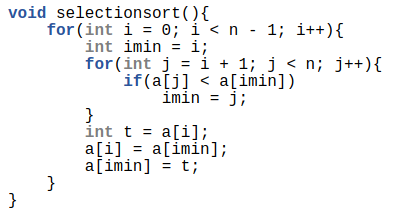 void selectionsort(){
    for(int i = 0; i < n - 1; i++){
        int imin = i;
        for(int j = i + 1; j < n; j++){
            if(a[j] < a[imin])
                imin = j;
        }
        int t = a[i];
        a[i] = a[imin];
        a[imin] = t;
    }
}